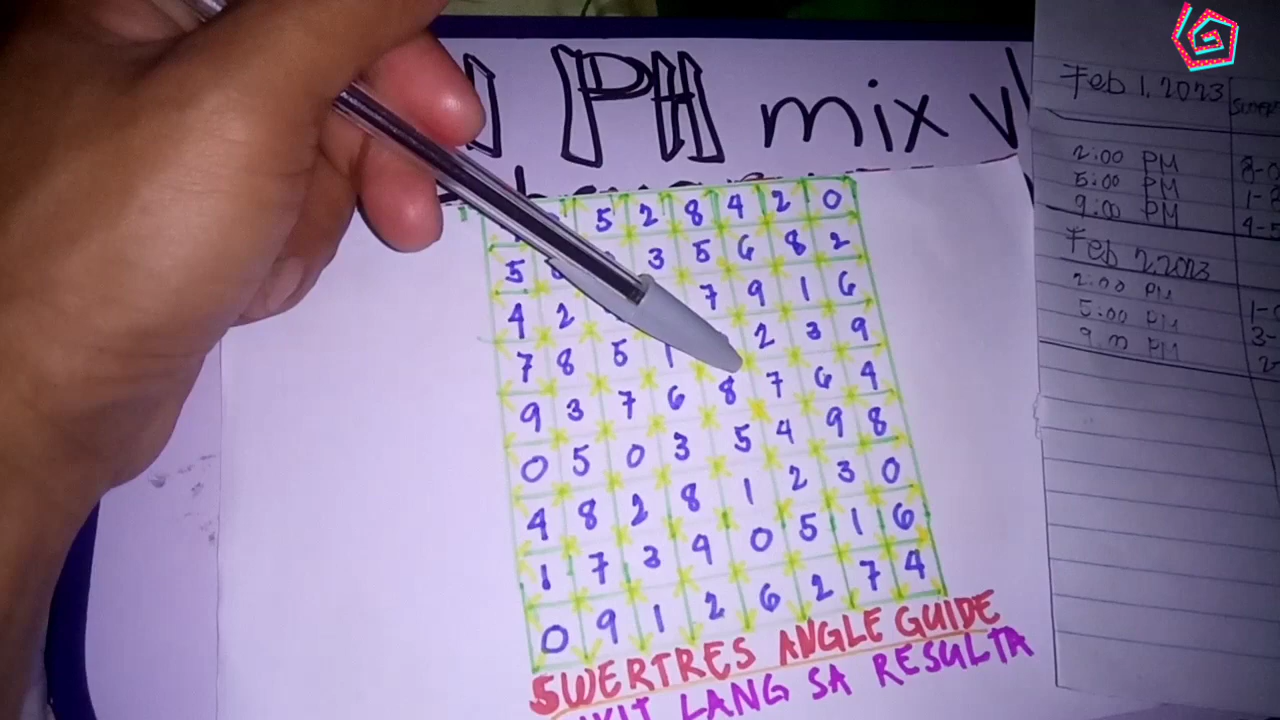 PH mix
5 2 8 4 2 0
5 3 5 6 8 2
4 2 7 9 1 6
7 8 5 1 2 3 9
9 3 7 6 8 7 6 4
0 5 0 3 5 4 9 8
4 8 2 8 1 2 3 0
1 7 3 9 0 5 1 6
0 9 1 2 6 2 7 4
SWERTRES ANGLE GUIDE
LANG SA RESULTA
Feb 1, 2023
2:00 PM
5:00 PM
9:00 PM
Feb 2, 2023
2:00 PM
5:00 PM
9:00 PM